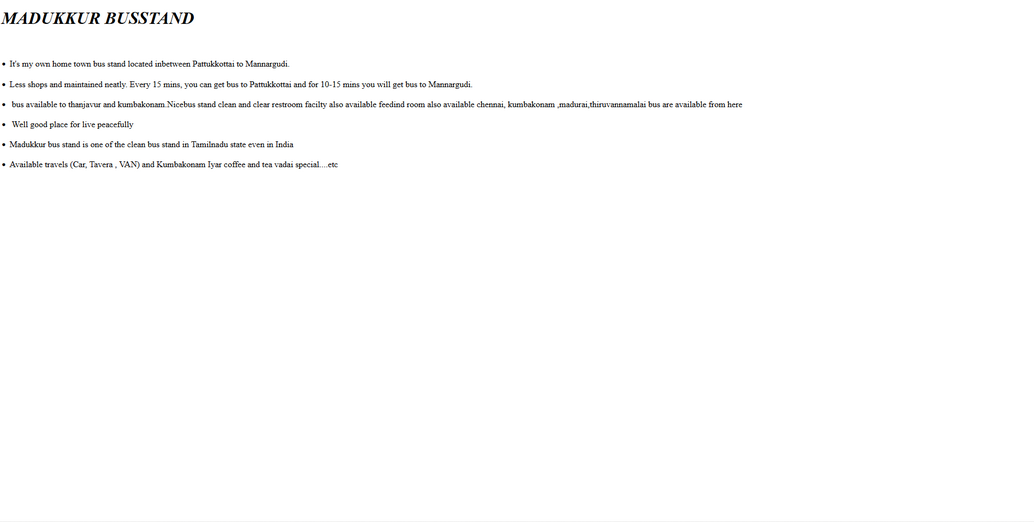 MADUKKUR BUSSTAND
• It's my own home town bus stand located inbetween Pattukkottai to Mannargudi.
• Less shops and maintained neatly. Every 15 mins, you can get bus to Pattukkottai and for 10-15 mins you will get bus to Mannargudi.
• bus available to thanjavur and kumbakonam.Nicebus stand clean and clear restroom facilty also available feedind room also available chennai, kumbakonam ,madurai,thiruvannamalai bus are available from here
• Well good place for live peacefully
• Madukkur bus stand is one of the clean bus stand in Tamilnadu state even in India
• Available travels (Car, Tavera , VAN) and Kumbakonam Iyar coffee and tea vadai special....etc